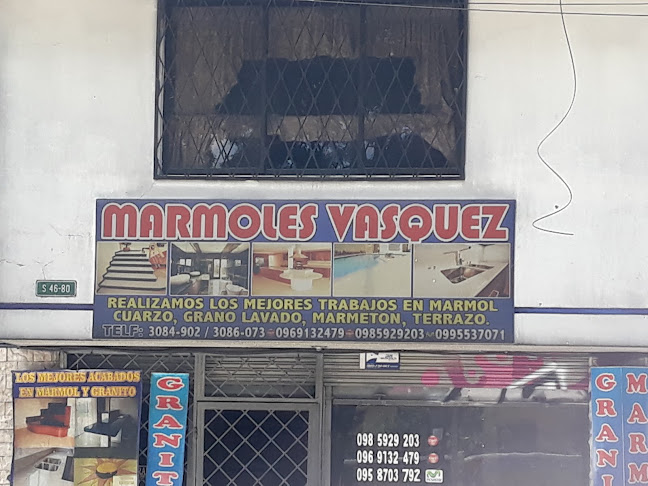 MARMOLES VASQUEZ
S 46-80
REALIZAMOS LOS MEJORES TRABAJOS EN MARMOL
CUARZO, GRANO LAVADO, MARMETON, TERRAZO.
TELF: 3084-902 / 3086-073 0969132479 0985929203 0995537071
LOS MEJORES ACABADOS
EN MARMOL Y GRANITO
GRANIT
098 5929 203
096 9132 479
095 8703 792
GRANI
MARM